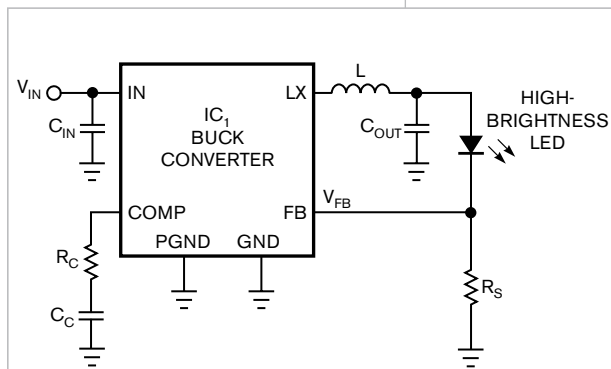 V_IN
IN
LX
L
C_IN
IC_1
BUCK
CONVERTER
C_OUT
HIGH-
BRIGHTNESS
LED
COMP
FB
V_FB
PGND
GND
R_C
C_C
R_S